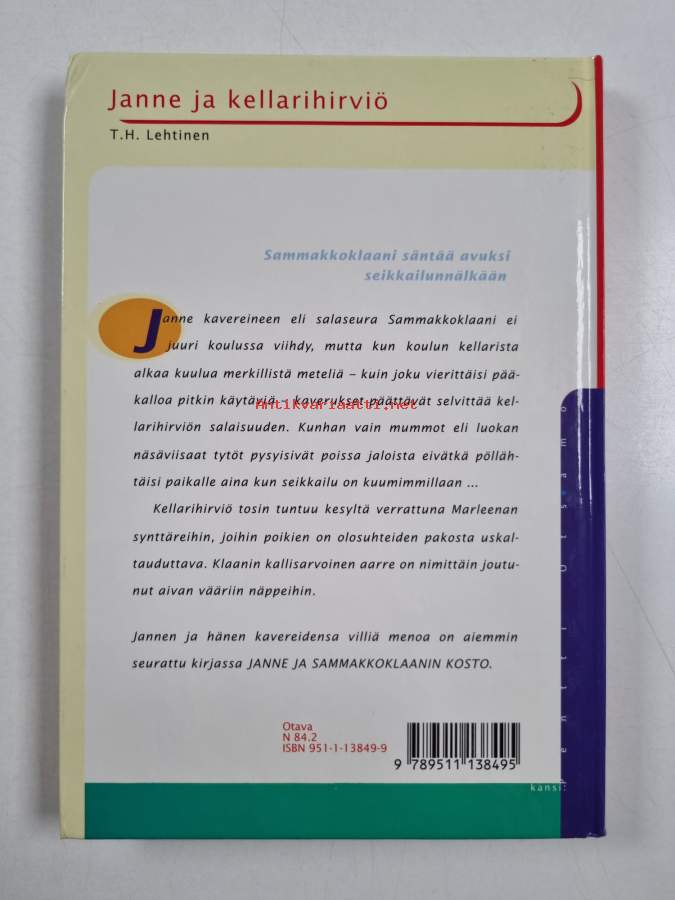 Janne ja kellarihirviö
T.H. Lehtinen
Sammakkoklaani säntää avuksi
seikkailunnälkään
Janne kavereineen eli salaseura Sammakkoklaani ei
juuri koulussa viihdy, mutta kun koulun kellarista
alkaa kuulua merkillistä meteliä – kuin joku vierittäisi pää-
kalloa pitkin käytäviä – kaverukset päättävät selvittää kel-
Antikvariaatti.net
larihirviön salaisuuden. Kunhan vain mummot eli luokan
näsäviisaat tytöt pysyisivät poissa jaloista eivätkä pölläh-
täisi paikalle aina kun seikkailu on kuumimmillaan ...
Kellarihirviö tosin tuntuu kesyltä verrattuna Marleenan
synttäreihin, joihin poikien on olosuhteiden pakosta uskal-
tauduttava. Klaanin kallisarvoinen aarre on nimittäin joutu-
nut aivan vääriin näppeihin.
Jannen ja hänen kavereidensa villiä menoa on aiemmin
seurattu kirjassa JANNE JA SAMMAKKOKLAANIN KOSTO.
Otava
N 84.2
ISBN 951-1-13849-9
9 789511 138495
kansi: Pentti Otsamo